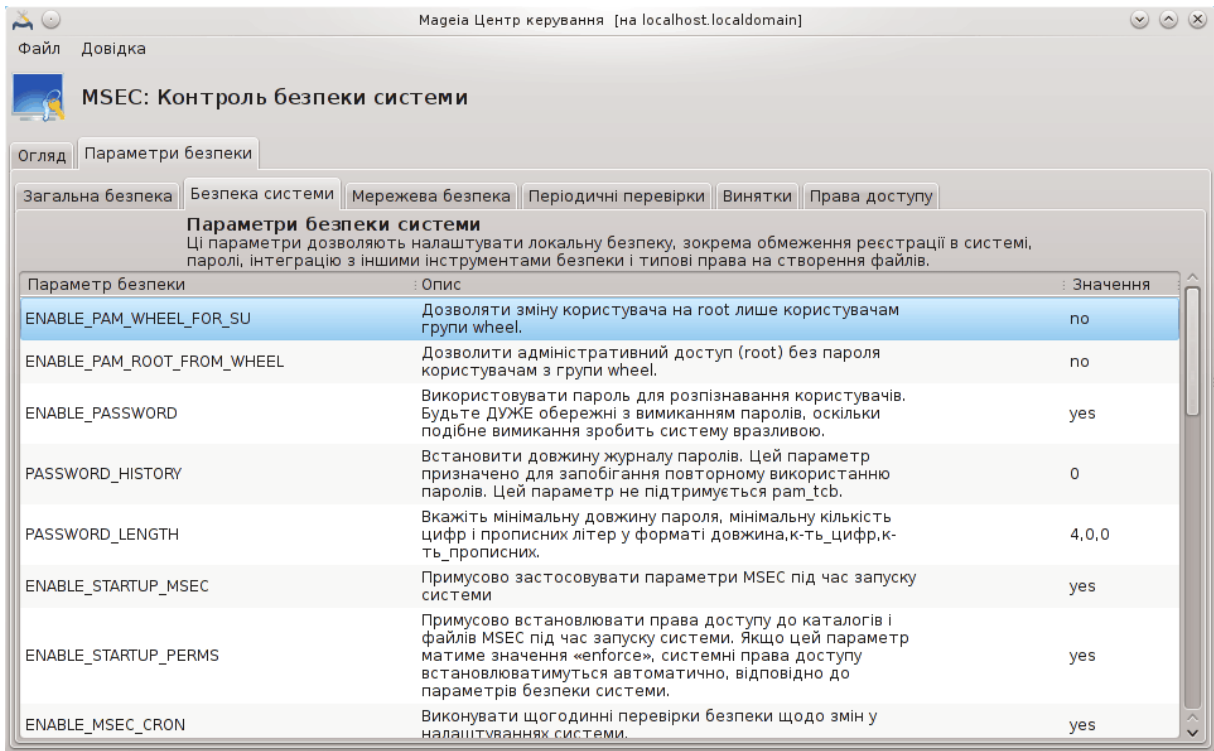 Mageia Центр керування [на localhost.localdomain]
Файл Довідка
MSEC: Контроль безпеки системи
Огляд Параметри безпеки
Загальна безпека Безпека системи Мережева безпека Періодичні перевірки Винятки Права доступу
Параметри безпеки системи
Ці параметри дозволяють налаштувати локальну безпеку, зокрема обмеження реєстрації в системі,
паролі, інтеграцію з іншими інструментами безпеки і типові права на створення файлів.
Параметр безпеки Опис Значення
ENABLE_PAM_WHEEL_FOR_SU
Дозволяти зміну користувача на root лише користувачам
групи wheel.
no
ENABLE_PAM_ROOT_FROM_WHEEL
Дозволити адміністративний доступ (root) без пароля
користувачам з групи wheel.
no
ENABLE_PASSWORD
Використовувати пароль для розпізнавання користувачів.
Будьте ДУЖЕ обережні з вимиканням паролів, оскільки
подібне вимикання зробить систему вразливою.
yes
PASSWORD_HISTORY
Встановити довжину журналу паролів. Цей параметр
призначено для запобігання повторному використанню
паролів. Цей параметр не підтримується pam_tcb.
0
PASSWORD_LENGTH
Вкажіть мінімальну довжину пароля, мінімальну кількість
цифр і прописних літер у форматі довжина,к-ть_цифр,к-
ть_прописних.
4,0,0
ENABLE_STARTUP_MSEC
Примусово застосовувати параметри MSEC під час запуску
системи
yes
ENABLE_STARTUP_PERMS
Примусово встановлювати права доступу до каталогів і
файлів MSEC під час запуску системи. Якщо цей параметр
матиме значення «enforce», системні права доступу
встановлюватимуться автоматично, відповідно до
параметрів безпеки системи.
yes
ENABLE_MSEC_CRON
Виконувати щогодинні перевірки безпеки щодо змін у
налаштуваннях системи.
yes